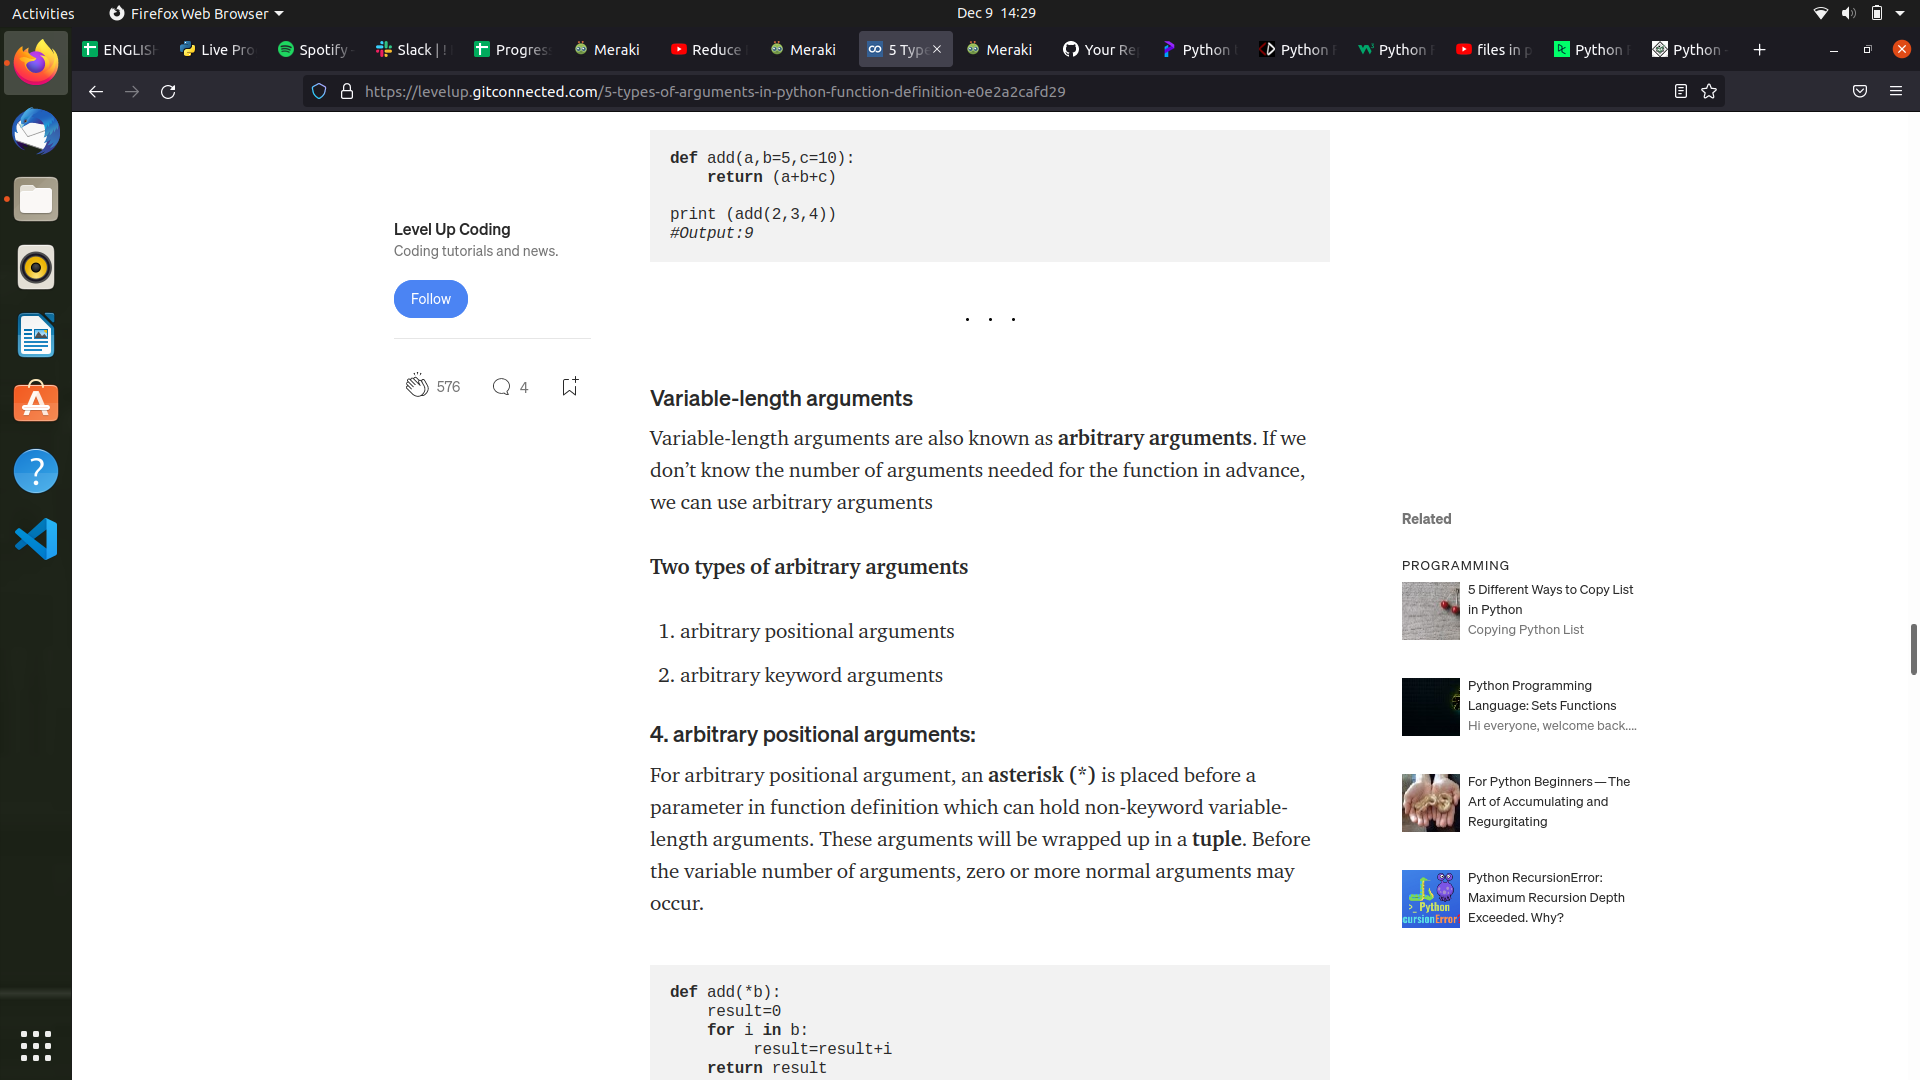 Activities
Firefox Web Browser
Dec 9 14:29
ENGLISH
Live Pro
Spotify
Slack | !
Progress
Meraki
Reduce
Meraki
5 Type
Meraki
Your Rep
Python
Python
Python F
files in p
Python
Python
https://levelup.gitconnected.com/5-types-of-arguments-in-python-function-definition-e0e2a2cafd29
def add(a,b=5,c=10):
return (a+b+c)
print (add(2,3,4))
#Output:9
Level Up Coding
Coding tutorials and news.
Follow
576
4
. . .
Variable-length arguments
Variable-length arguments are also known as arbitrary arguments. If we
don’t know the number of arguments needed for the function in advance,
we can use arbitrary arguments
Two types of arbitrary arguments
1. arbitrary positional arguments
2. arbitrary keyword arguments
4. arbitrary positional arguments:
For arbitrary positional argument, an asterisk (*) is placed before a
parameter in function definition which can hold non-keyword variable-
length arguments. These arguments will be wrapped up in a tuple. Before
the variable number of arguments, zero or more normal arguments may
occur.
def add(*b):
result=0
for i in b:
result=result+i
return result
Related
PROGRAMMING
5 Different Ways to Copy List
in Python
Copying Python List
Python Programming
Language: Sets Functions
Hi everyone, welcome back....
For Python Beginners — The
Art of Accumulating and
Regurgitating
>_ Python
cursionError
Python RecursionError:
Maximum Recursion Depth
Exceeded. Why?